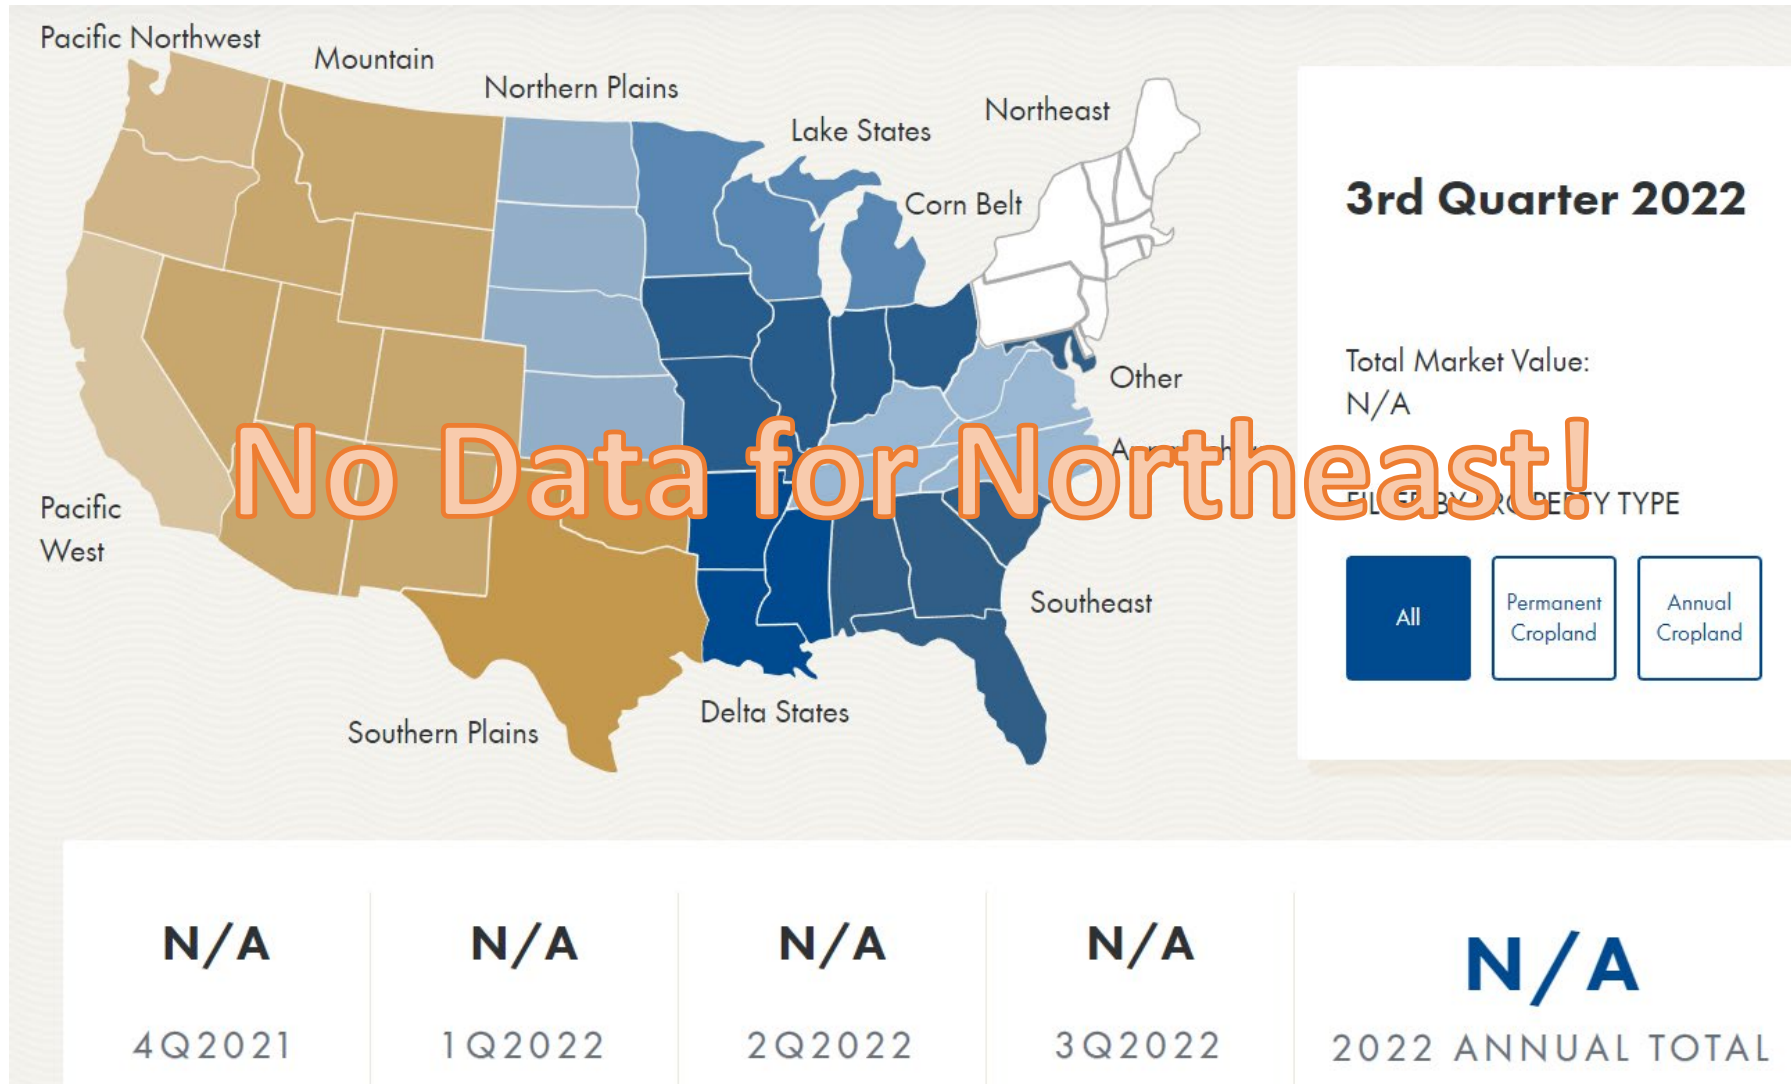 Pacific Northwest
Mountain
Northern Plains
Lake States
Northeast
Corn Belt
3rd Quarter 2022
Total Market Value:
N/A
Other
No Data for Northeast!
Pacific
West
TYPE
All
Permanent
Cropland
Annual
Cropland
Southeast
Delta States
Southern Plains
N/A
4Q2021
N/A
1Q2022
N/A
2Q2022
N/A
3Q2022
N/A
2022 ANNUAL TOTAL